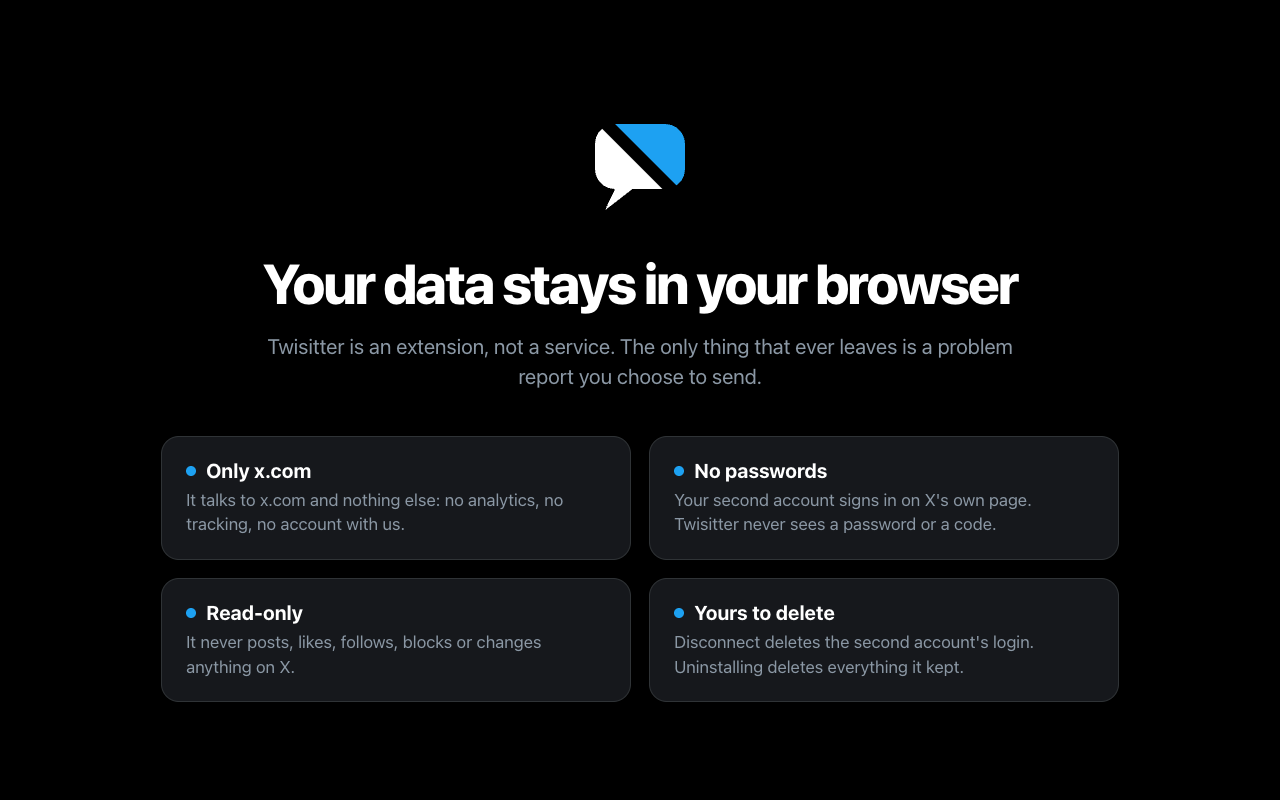 Your data stays in your browser
Twisitter is an extension, not a service. The only thing that ever leaves is a problem
report you choose to send.
Only x.com
It talks to x.com and nothing else: no analytics, no
tracking, no account with us.
No passwords
Your second account signs in on X's own page.
Twisitter never sees a password or a code.
Read-only
It never posts, likes, follows, blocks or changes
anything on X.
Yours to delete
Disconnect deletes the second account's login.
Uninstalling deletes everything it kept.